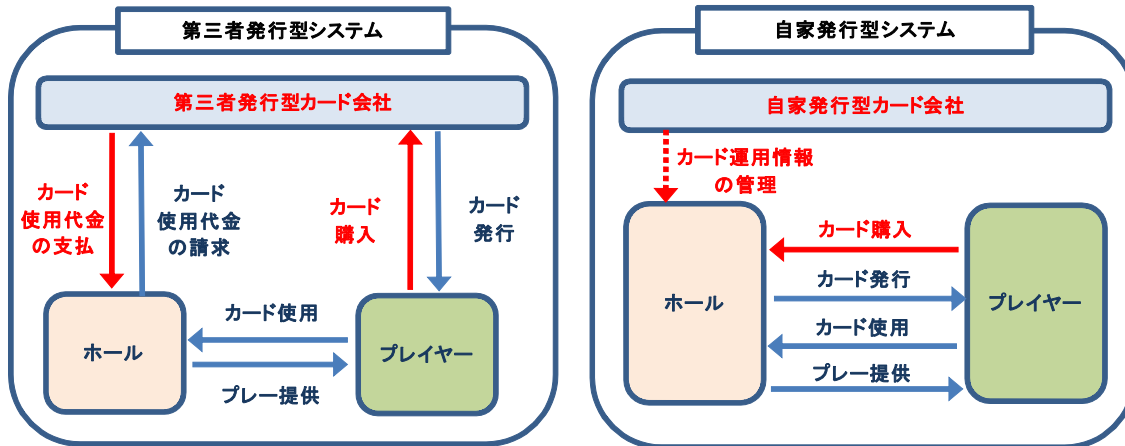 第三者発行型システム
第三者発行型カード会社
カード
使用代金
の支払
カード
使用代金
の請求
カード
購入
カード
発行
カード使用
ホール
プレイヤー
プレー提供
自家発行型システム
自家発行型カード会社
カード運用情報
の管理
カード購入
カード発行
ホール
プレイヤー
カード使用
プレー提供